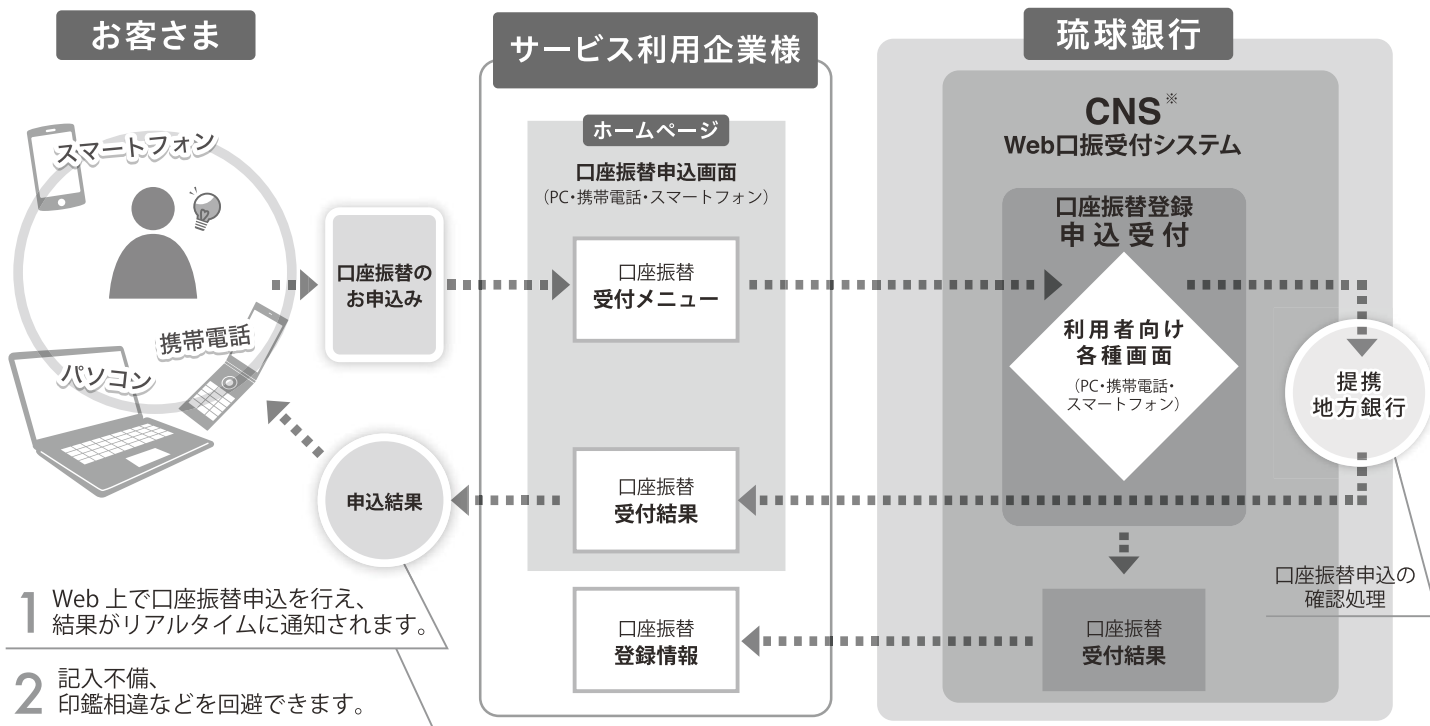 お客さま
スマートフォン
携帯電話
パソコン
口座振替の
お申込み
申込結果
1 Web 上で口座振替申込を行え、
結果がリアルタイムに通知されます。
2 記入不備、
印鑑相違などを回避できます。
サービス利用企業様
ホームページ
口座振替申込画面
（PC・携帯電話・スマートフォン）
口座振替
受付メニュー
口座振替
受付結果
口座振替
登録情報
琉球銀行
CNS※
Web口振受付システム
口座振替登録
申込受付
利用者向け
各種画面
（PC・携帯電話・
スマートフォン）
口座振替
受付結果
提携
地方銀行
口座振替申込の
確認処理